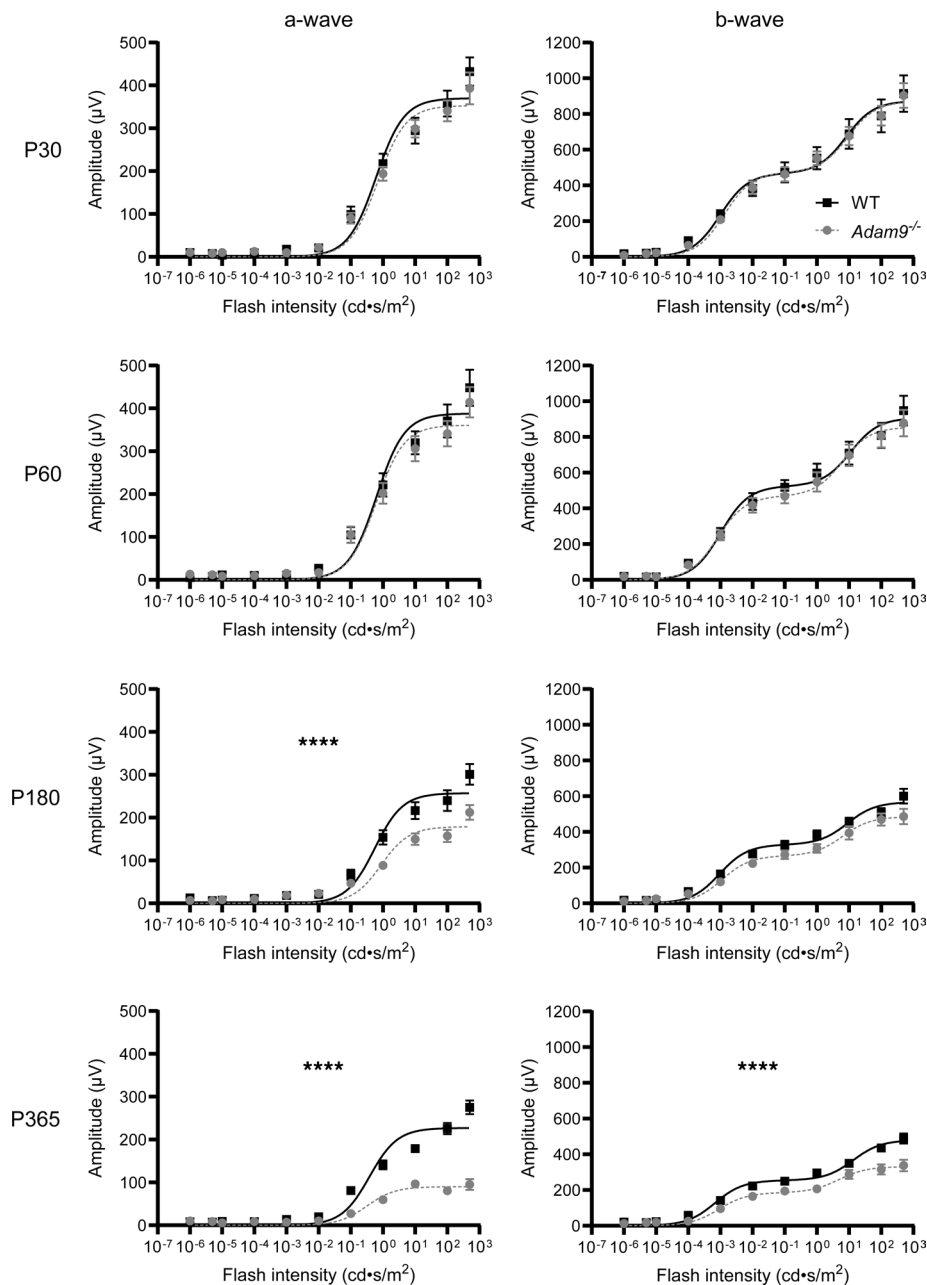 a-wave b-wave
P30
Amplitude (µV)
500
400
300
200
100
0
10-7 10-6 10-5 10-4 10-3 10-2 10-1 100 101 102 103
Flash intensity (cd•s/m2)
Amplitude (µV)
1200
1000
800
600
400
200
0
WT
Adam9-/-
10-7 10-6 10-5 10-4 10-3 10-2 10-1 100 101 102 103
Flash intensity (cd•s/m2)
P60
Amplitude (µV)
500
400
300
200
100
0
10-7 10-6 10-5 10-4 10-3 10-2 10-1 100 101 102 103
Flash intensity (cd•s/m2)
Amplitude (µV)
1200
1000
800
600
400
200
0
10-7 10-6 10-5 10-4 10-3 10-2 10-1 100 101 102 103
Flash intensity (cd•s/m2)
P180
Amplitude (µV)
500
400
300
200
100
0
****
10-7 10-6 10-5 10-4 10-3 10-2 10-1 100 101 102 103
Flash intensity (cd•s/m2)
Amplitude (µV)
1200
1000
800
600
400
200
0
10-7 10-6 10-5 10-4 10-3 10-2 10-1 100 101 102 103
Flash intensity (cd•s/m2)
P365
Amplitude (µV)
500
400
300
200
100
0
****
10-7 10-6 10-5 10-4 10-3 10-2 10-1 100 101 102 103
Flash intensity (cd•s/m2)
Amplitude (µV)
1200
1000
800
600
400
200
0
****
10-7 10-6 10-5 10-4 10-3 10-2 10-1 100 101 102 103
Flash intensity (cd•s/m2)